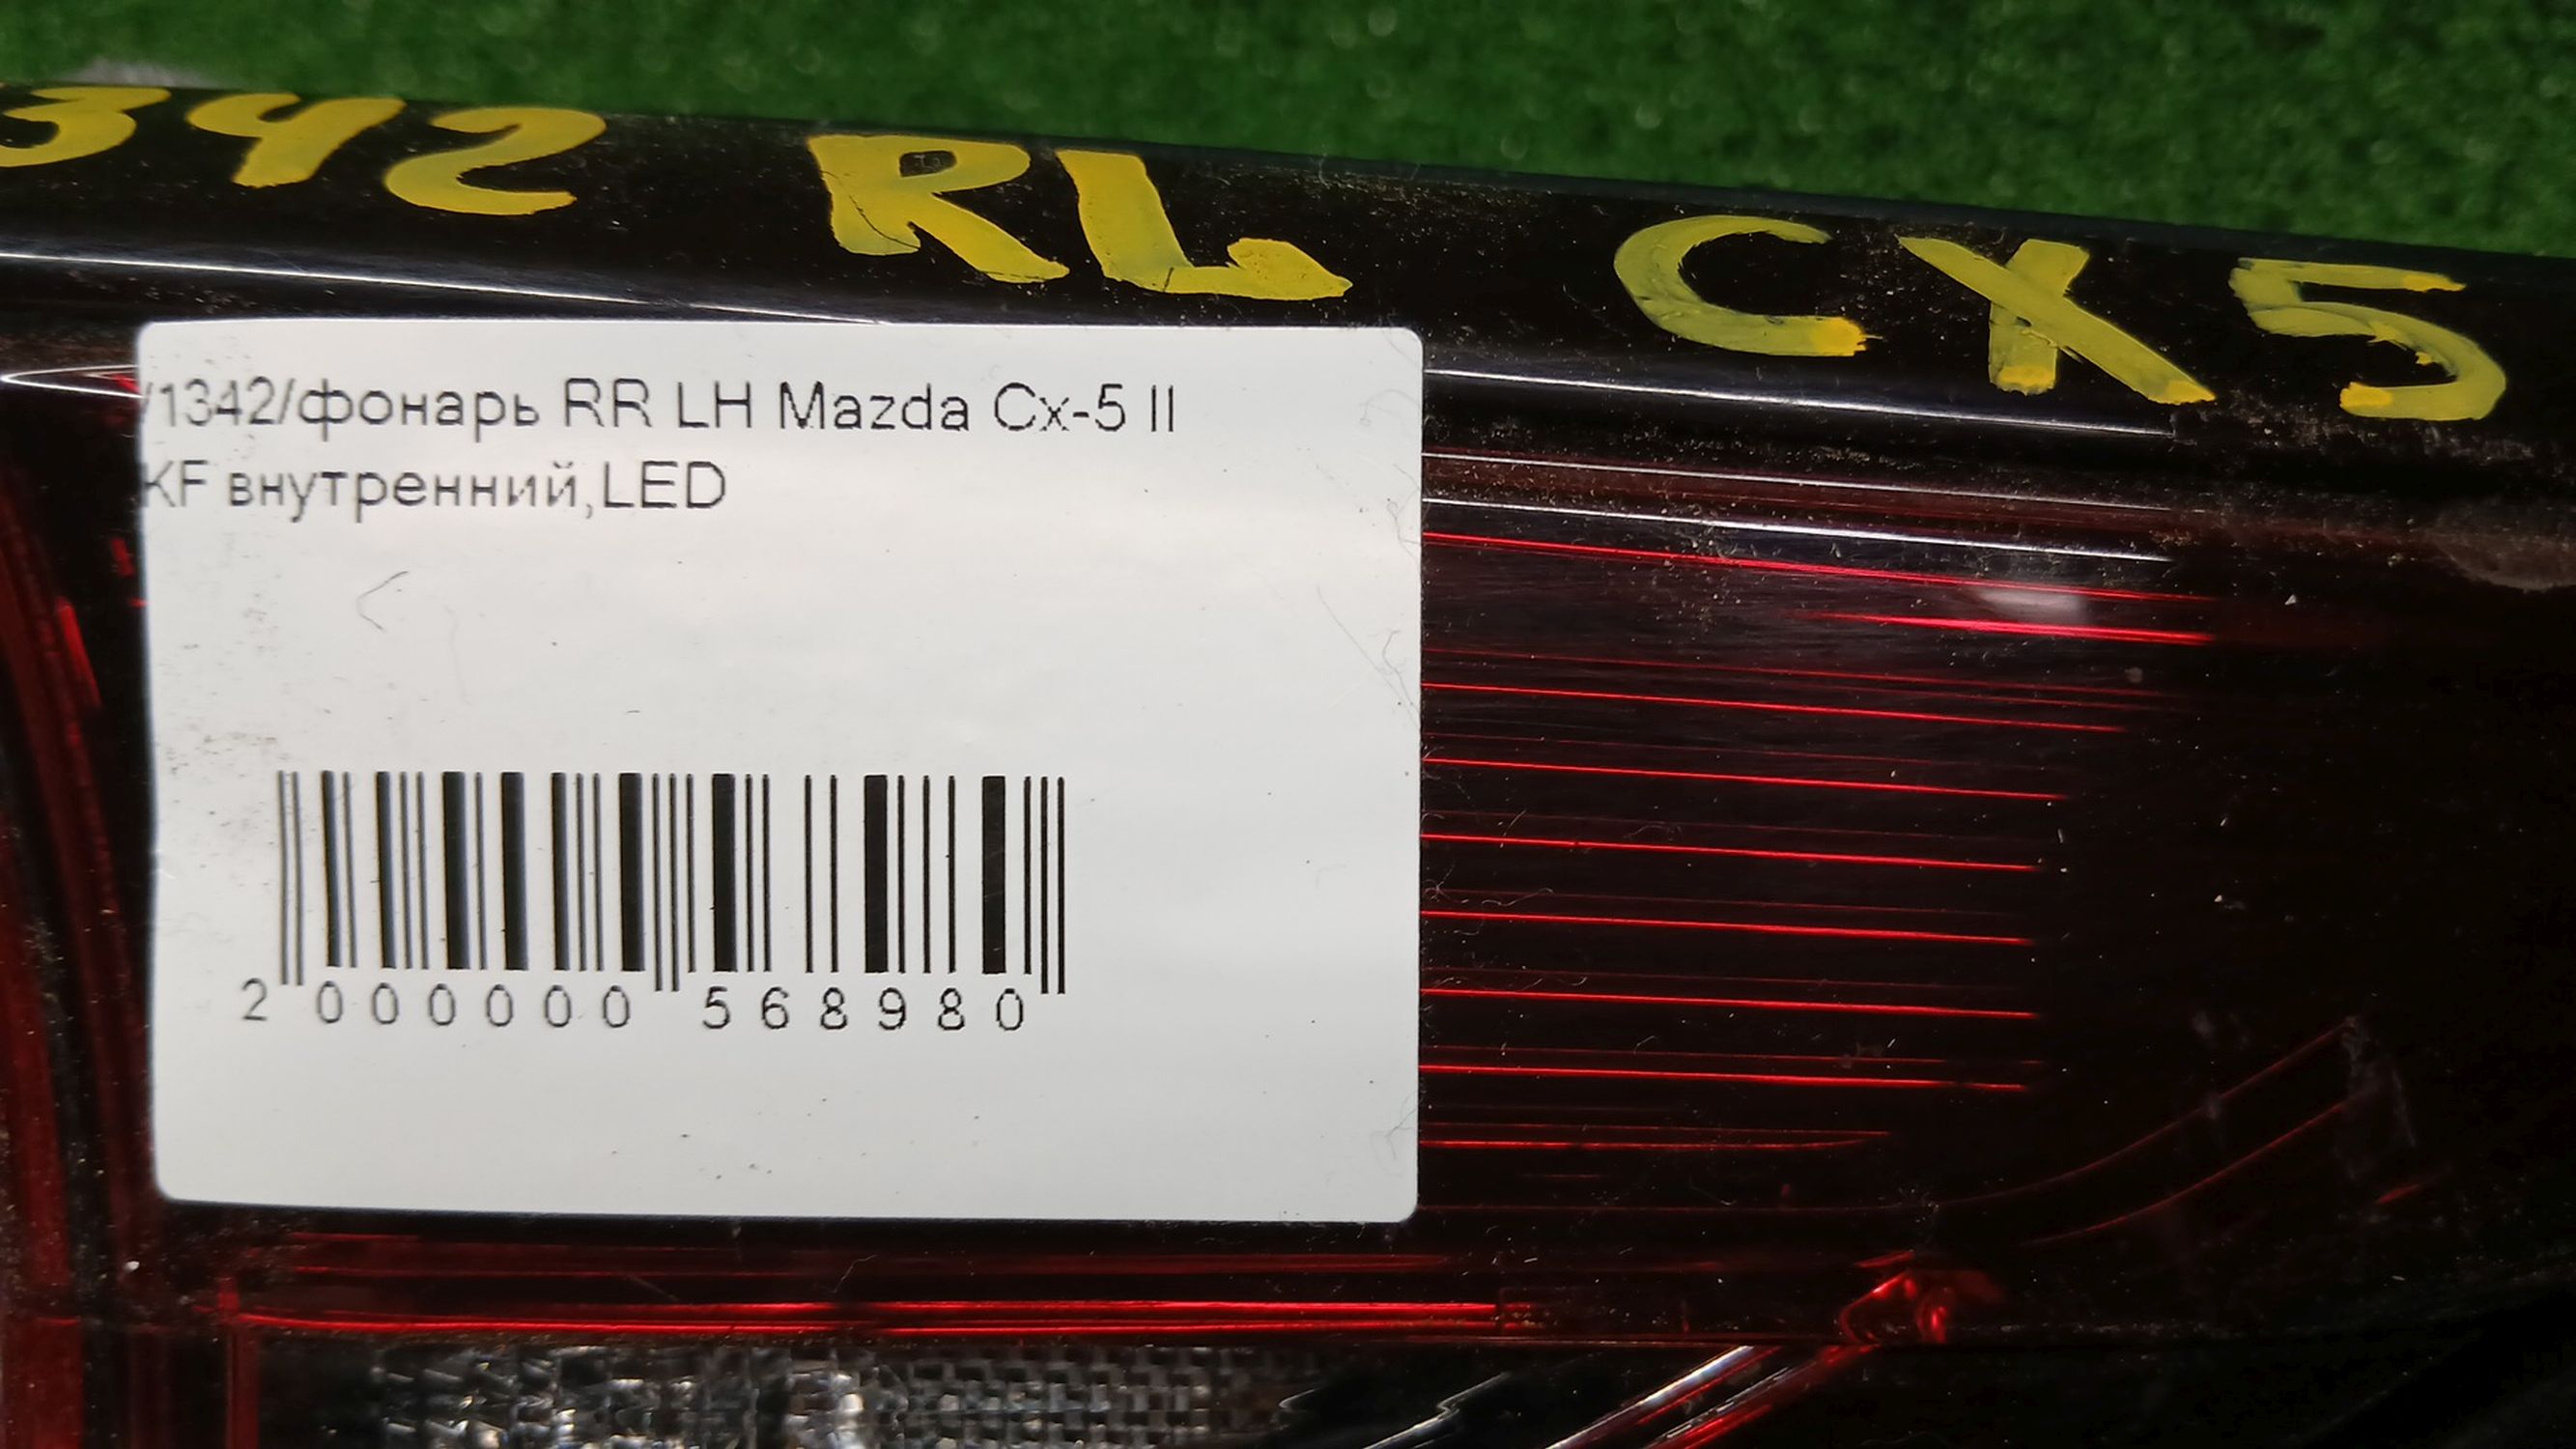 342 RL CX5
/1342/фонарь RR LH Mazda Cx-5 II
KF внутренний,LED
2 000000 568980